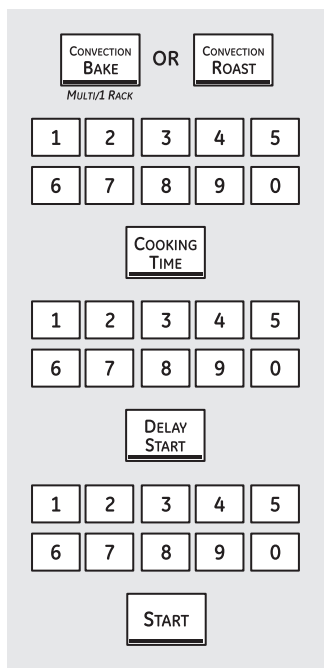 CONVECTION
BAKE
OR
CONVECTION
ROAST
MULTI/1 RACK
1 2 3 4 5
6 7 8 9 0
COOKING
TIME
1 2 3 4 5
6 7 8 9 0
DELAY
START
1 2 3 4 5
6 7 8 9 0
START